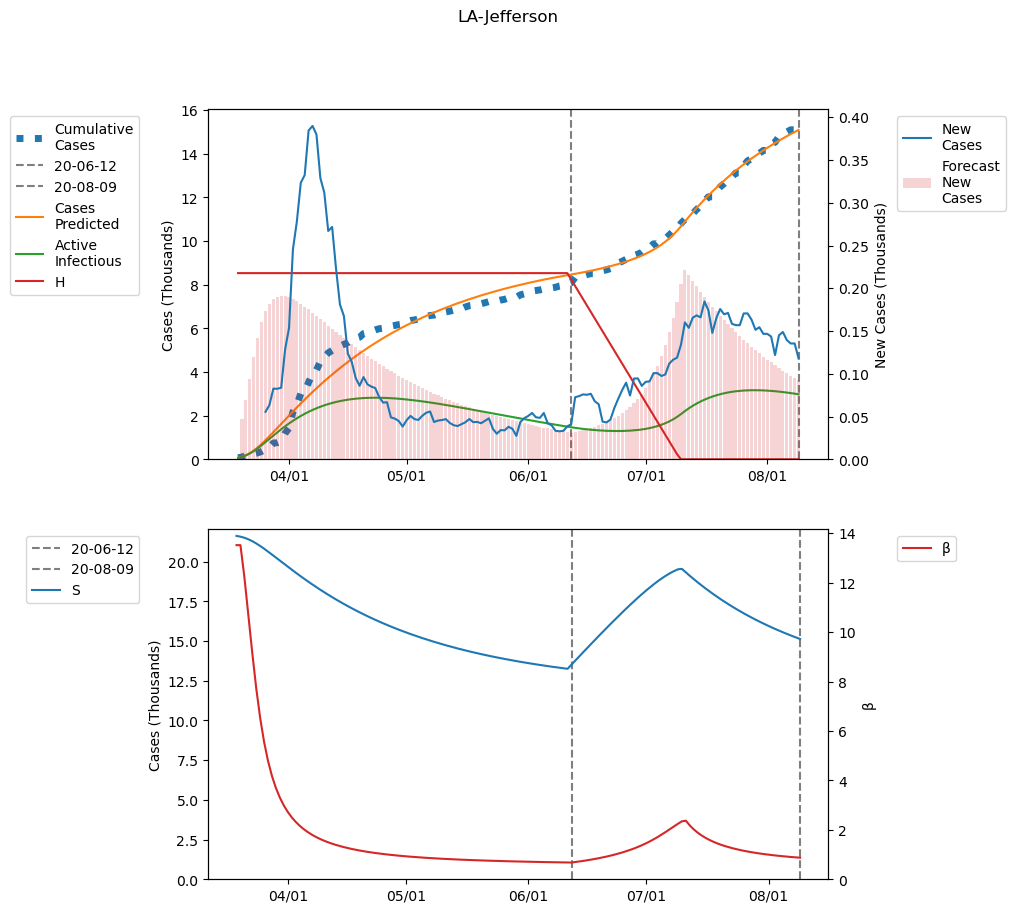 LA-Jefferson
Cumulative
Cases
20-06-12
20-08-09
Cases
Predicted
Active
Infectious
H
Cases (Thousands)
16
14
12
10
8
6
4
2
0
04/01
05/01
06/01
07/01
08/01
0.40
0.35
0.30
0.25
0.20
0.15
0.10
0.05
0.00
New Cases (Thousands)
New
Cases
Forecast
New
Cases
20-06-12
20-08-09
S
Cases (Thousands)
20.0
17.5
15.0
12.5
10.0
7.5
5.0
2.5
0.0
04/01
05/01
06/01
07/01
08/01
14
12
10
8
6
4
2
0
β
β